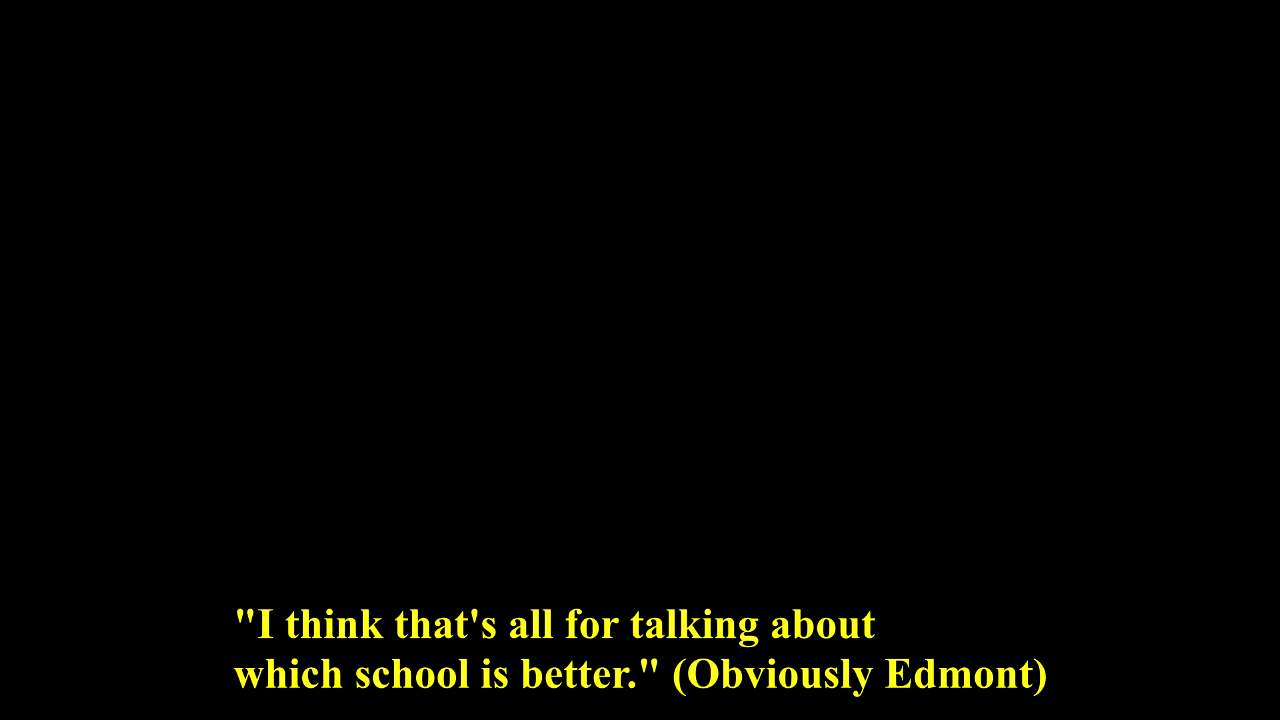 "I think that's all for talking about
which school is better." (Obviously Edmont)